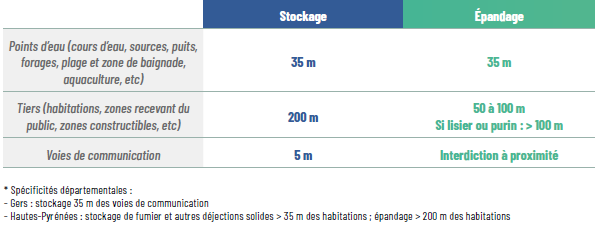 Stockage
Épandage
Points d'eau (cours d'eau, sources, puits,
forages, plage et zone de baignade,
aquaculture, etc)
35 m
35 m
Tiers (habitations, zones recevant du
public, zones constructibles, etc)
200 m
50 à 100 m
Si lisier ou purin : > 100 m
Voies de communication
5 m
Interdiction à proximité
* Spécificités départementales :
- Gers : stockage 35 m des voies de communication
- Hautes-Pyrénées : stockage de fumier et autres déjections solides > 35 m des habitations ; épandage > 200 m des habitations